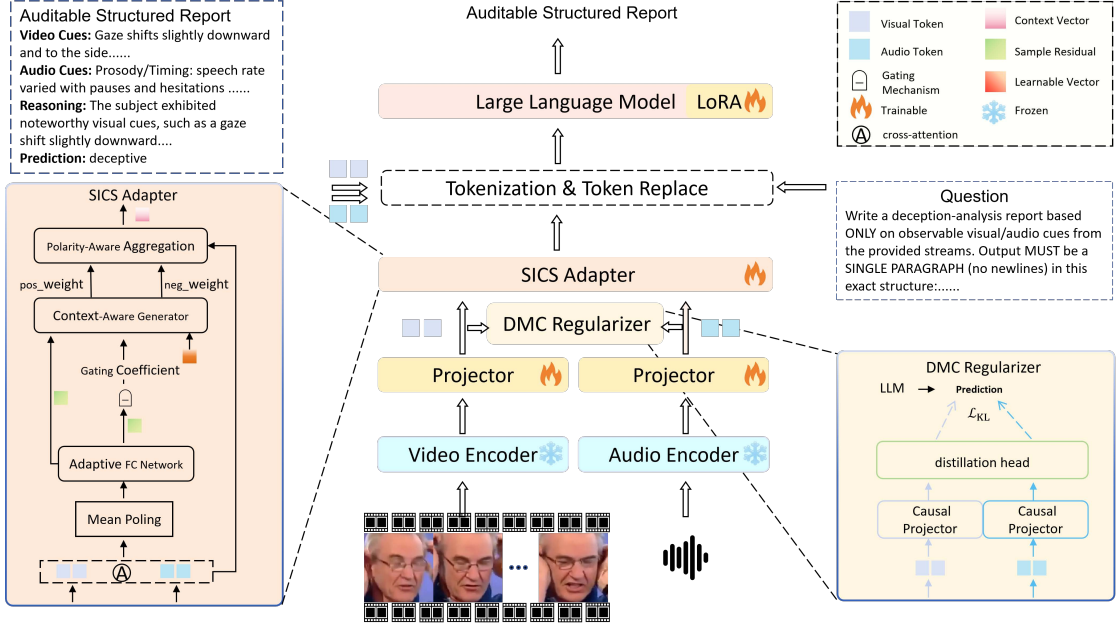 Auditable Structured Report
Video Cues: Gaze shifts slightly downward
and to the side......
Audio Cues: Prosody/Timing: speech rate
varied with pauses and hesitations ......
Reasoning: The subject exhibited
noteworthy visual cues, such as a gaze
shift slightly downward....
Prediction: deceptive
SICS Adapter
Polarity-Aware Aggregation
pos_weight
neg_weight
Context-Aware Generator
Gating Coefficient
Adaptive FC Network
Mean Poling
A
Auditable Structured Report
Large Language Model
LoRA
Tokenization & Token Replace
SICS Adapter
DMC Regularizer
Projector
Projector
Video Encoder
Audio Encoder
...
Visual Token
Context Vector
Audio Token
Sample Residual
Gating
Mechanism
Learnable Vector
Trainable
Frozen
A
cross-attention
Question
Write a deception-analysis report based
ONLY on observable visual/audio cues from
the provided streams. Output MUST be a
SINGLE PARAGRAPH (no newlines) in this
exact structure:......
DMC Regularizer
LLM
Prediction
ℒKL
distillation head
Causal
Projector
Causal
Projector